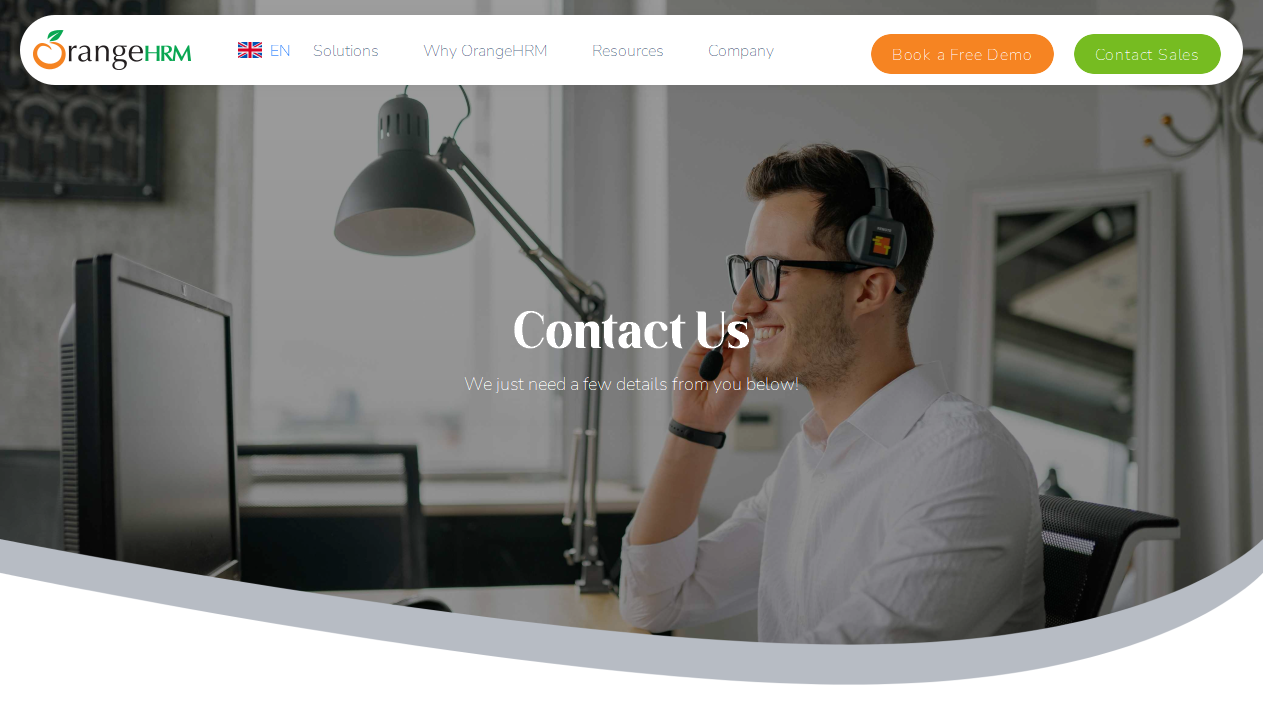 OrangeHRM
EN
Solutions
Why OrangeHRM
Resources
Company
Book a Free Demo
Contact Sales
Contact Us
We just need a few details from you below!